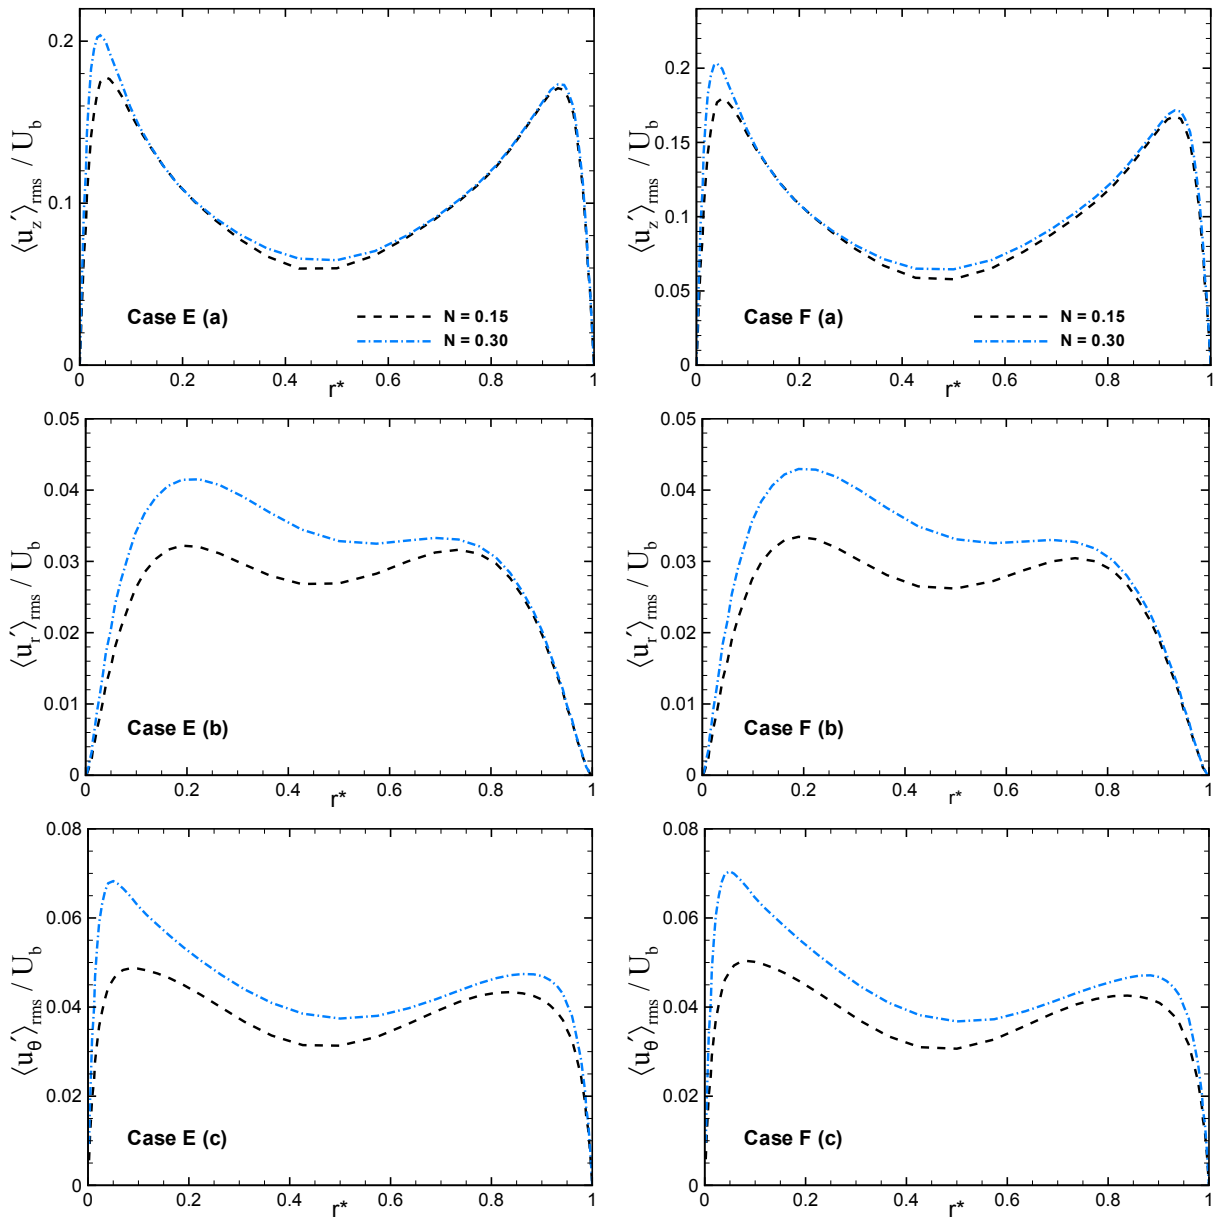 ⟨u_z′⟩_rms / U_b
0.2
0.1
0
Case E (a)
N = 0.15
N = 0.30
0 0.2 0.4 0.6 0.8 1
r*
⟨u_z′⟩_rms / U_b
0.2
0.15
0.1
0.05
0
Case F (a)
N = 0.15
N = 0.30
0 0.2 0.4 0.6 0.8 1
r*
⟨u_r′⟩_rms / U_b
0.05
0.04
0.03
0.02
0.01
0
Case E (b)
0 0.2 0.4 0.6 0.8 1
r*
⟨u_r′⟩_rms / U_b
0.05
0.04
0.03
0.02
0.01
0
Case F (b)
0 0.2 0.4 0.6 0.8 1
r*
⟨u_θ′⟩_rms / U_b
0.08
0.06
0.04
0.02
0
Case E (c)
0 0.2 0.4 0.6 0.8 1
r*
⟨u_θ′⟩_rms / U_b
0.08
0.06
0.04
0.02
0
Case F (c)
0 0.2 0.4 0.6 0.8 1
r*